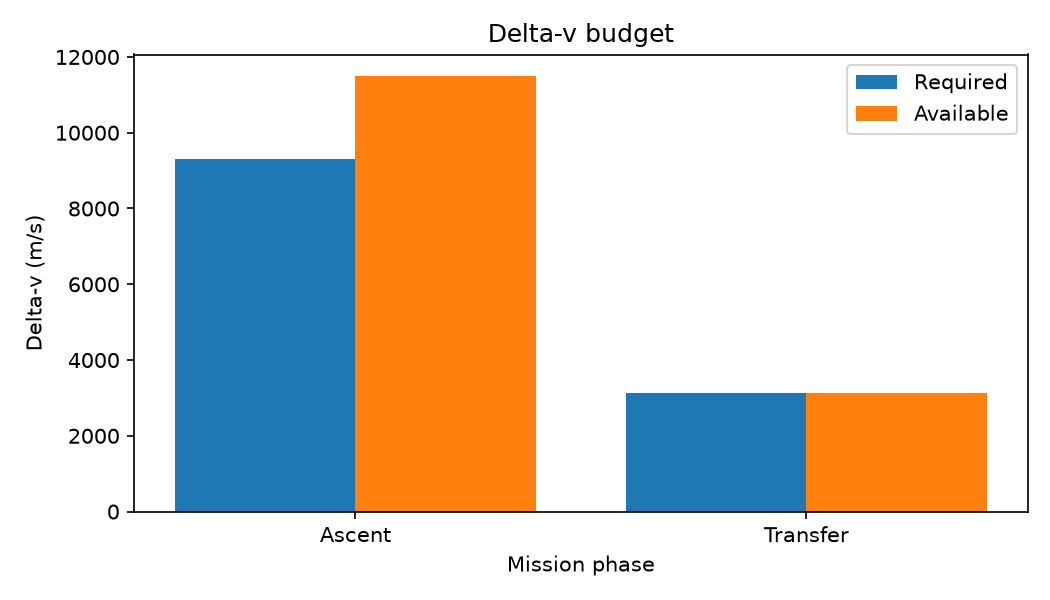 Delta-v budget
12000
10000
8000
6000
4000
2000
0
Delta-v (m/s)
Required
Available
Ascent
Transfer
Mission phase